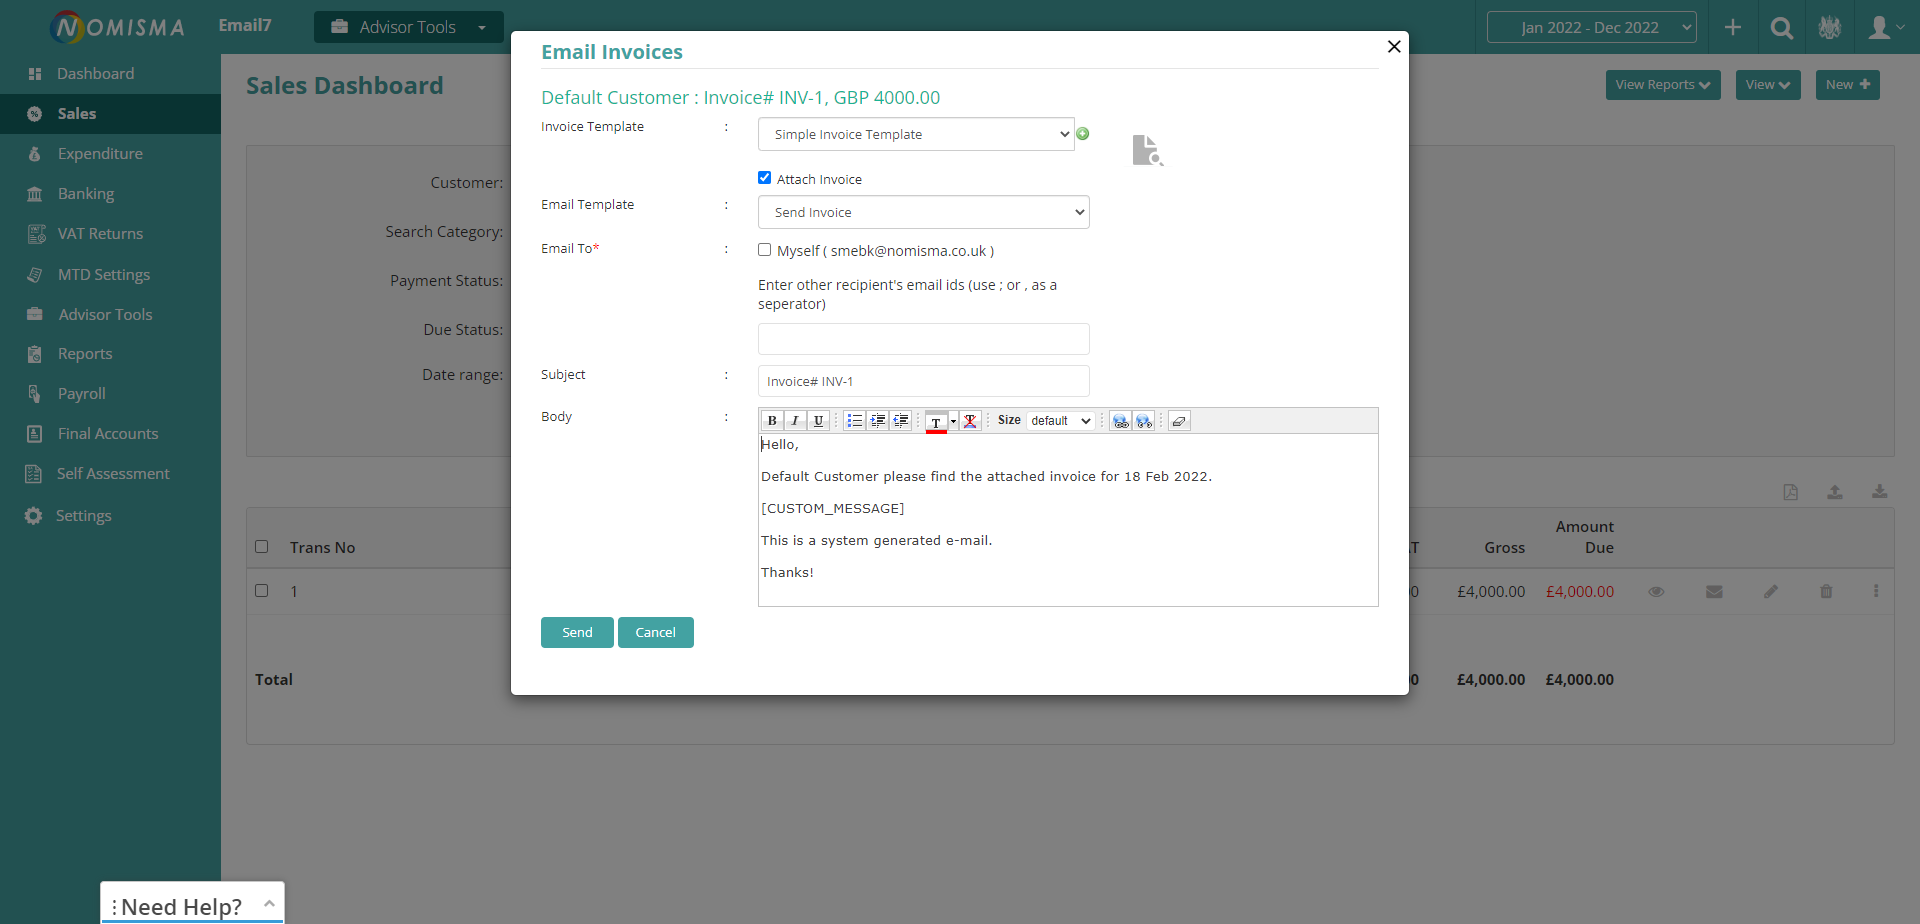 NOMISMA
Email7
Advisor Tools
Jan 2022 - Dec 2022
Dashboard
Sales
Expenditure
Banking
VAT Returns
MTD Settings
Advisor Tools
Reports
Payroll
Final Accounts
Self Assessment
Settings
Sales Dashboard
View Reports
View
New
Customer:
Search Category:
Payment Status:
Due Status:
Date range:
Email Invoices
Default Customer : Invoice# INV-1, GBP 4000.00
Invoice Template :
Simple Invoice Template
Attach Invoice
Email Template :
Send Invoice
Email To* :
Myself ( smebk@nomisma.co.uk )
Enter other recipient's email ids (use ; or , as a
seperator)
Subject :
Invoice# INV-1
Body :
B I U T Size default
Hello,
Default Customer please find the attached invoice for 18 Feb 2022.
[CUSTOM_MESSAGE]
This is a system generated e-mail.
Thanks!
Send Cancel
Trans No Gross Amount
Due
1 £4,000.00 £4,000.00
Total £4,000.00 £4,000.00
Need Help?